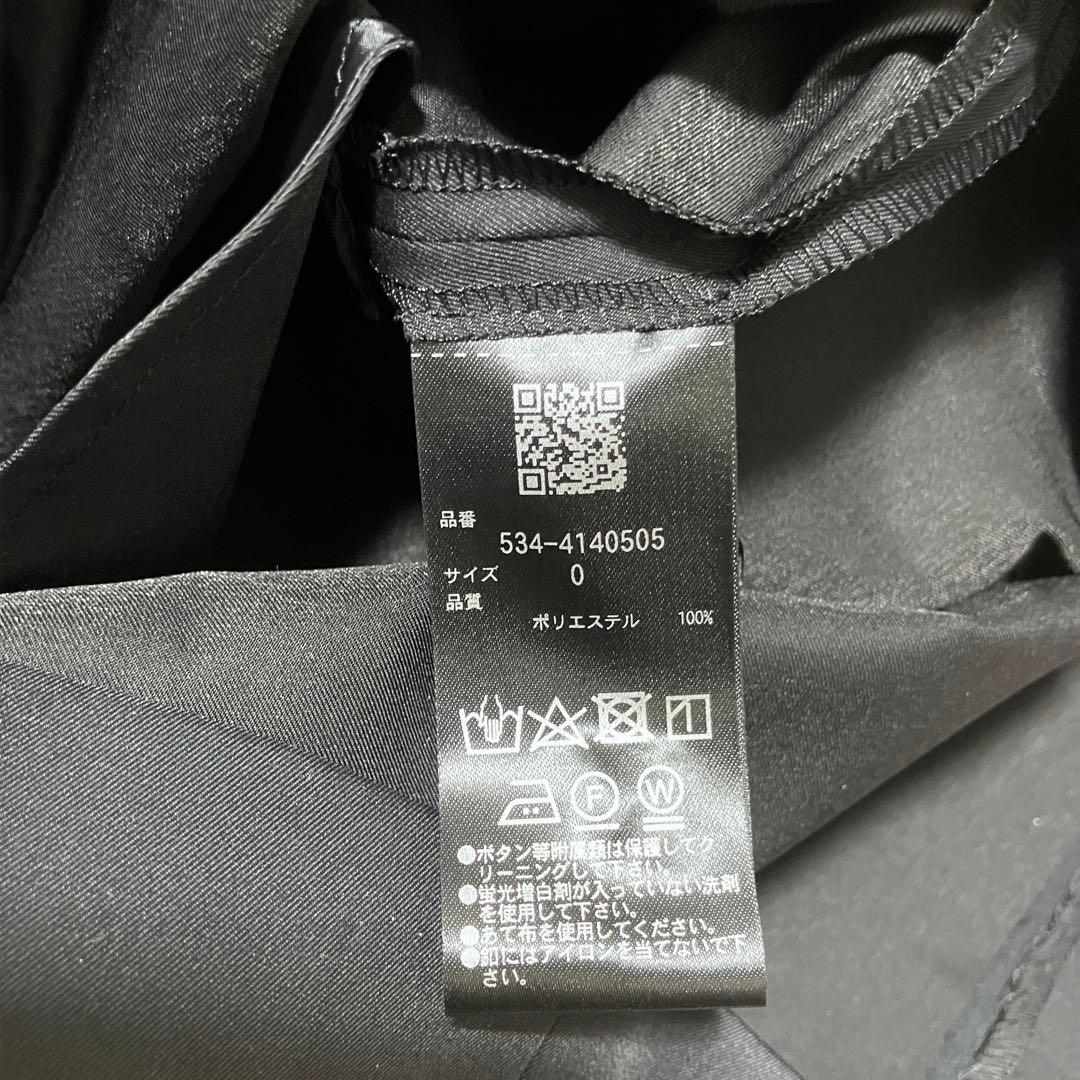 品番
534-4140505
サイズ 0
品質
ポリエステル 100%
F W
●ボタン等附属類は保護してク
リーニングして下さい。
●蛍光増白剤が入っていない洗剤
を使用して下さい。
●あて布を使用してください。
●釦にはアイロンを当てないで下
さい。